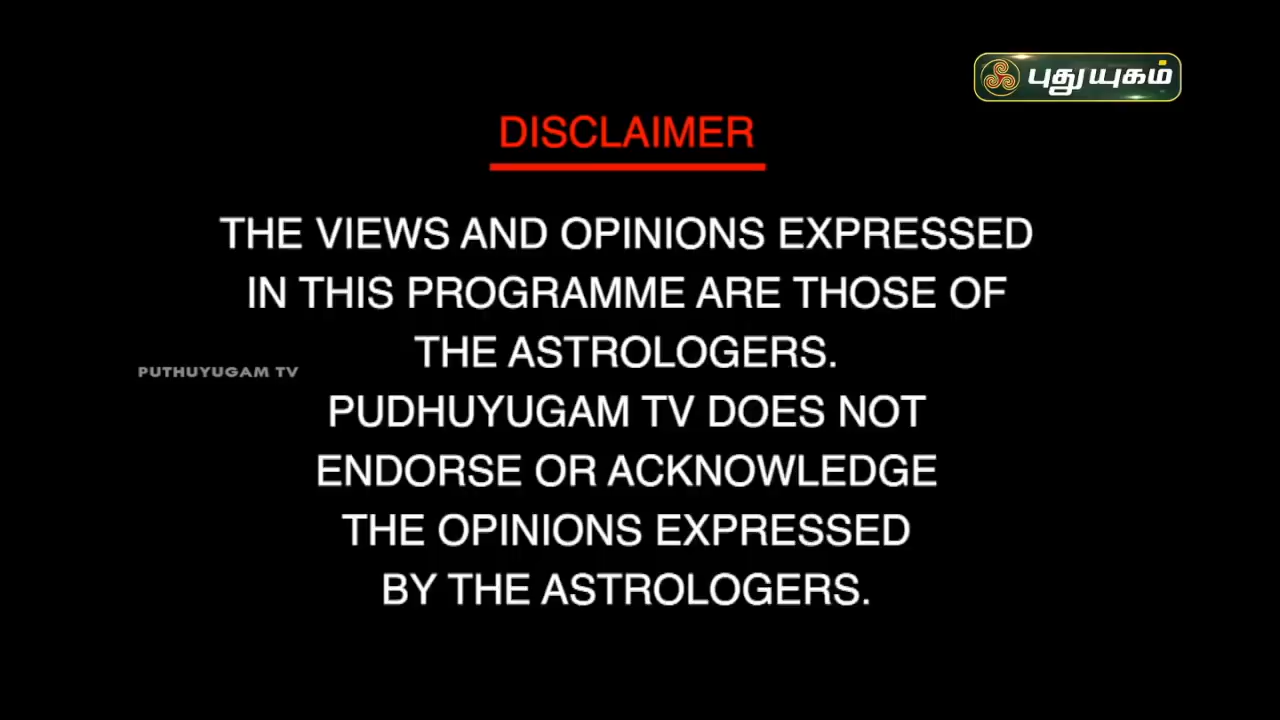 புதுயுகம்
DISCLAIMER
THE VIEWS AND OPINIONS EXPRESSED
IN THIS PROGRAMME ARE THOSE OF
THE ASTROLOGERS.
PUTHUYUGAM TV
PUDHUYUGAM TV DOES NOT
ENDORSE OR ACKNOWLEDGE
THE OPINIONS EXPRESSED
BY THE ASTROLOGERS.